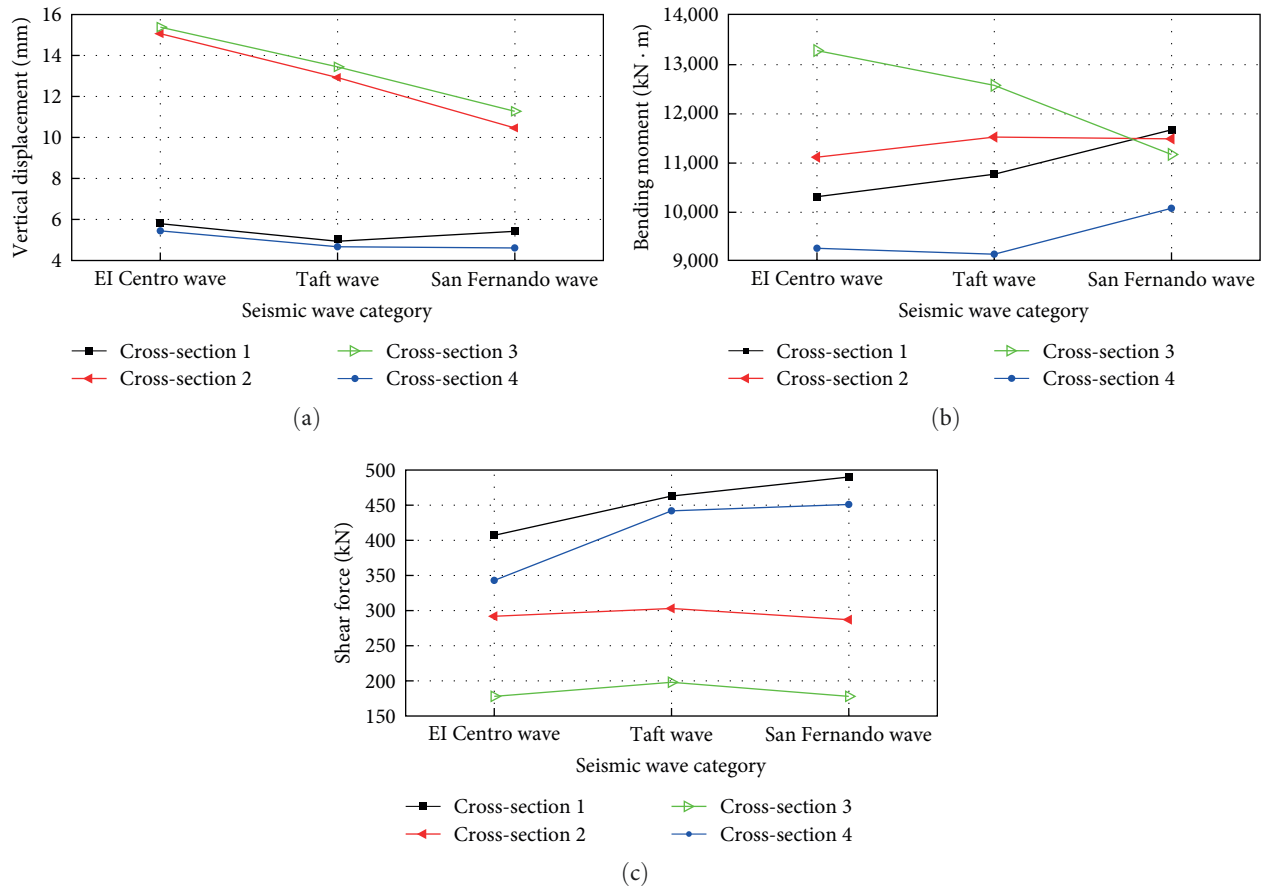 16
14
12
10
8
6
4
Vertical displacement (mm)
EI Centro wave
Taft wave
San Fernando wave
Seismic wave category
Cross-section 1
Cross-section 2
Cross-section 3
Cross-section 4
(a)
14,000
13,000
12,000
11,000
10,000
9,000
Bending moment (kN · m)
EI Centro wave
Taft wave
San Fernando wave
Seismic wave category
Cross-section 1
Cross-section 2
Cross-section 3
Cross-section 4
(b)
500
450
400
350
300
250
200
150
Shear force (kN)
EI Centro wave
Taft wave
San Fernando wave
Seismic wave category
Cross-section 1
Cross-section 2
Cross-section 3
Cross-section 4
(c)